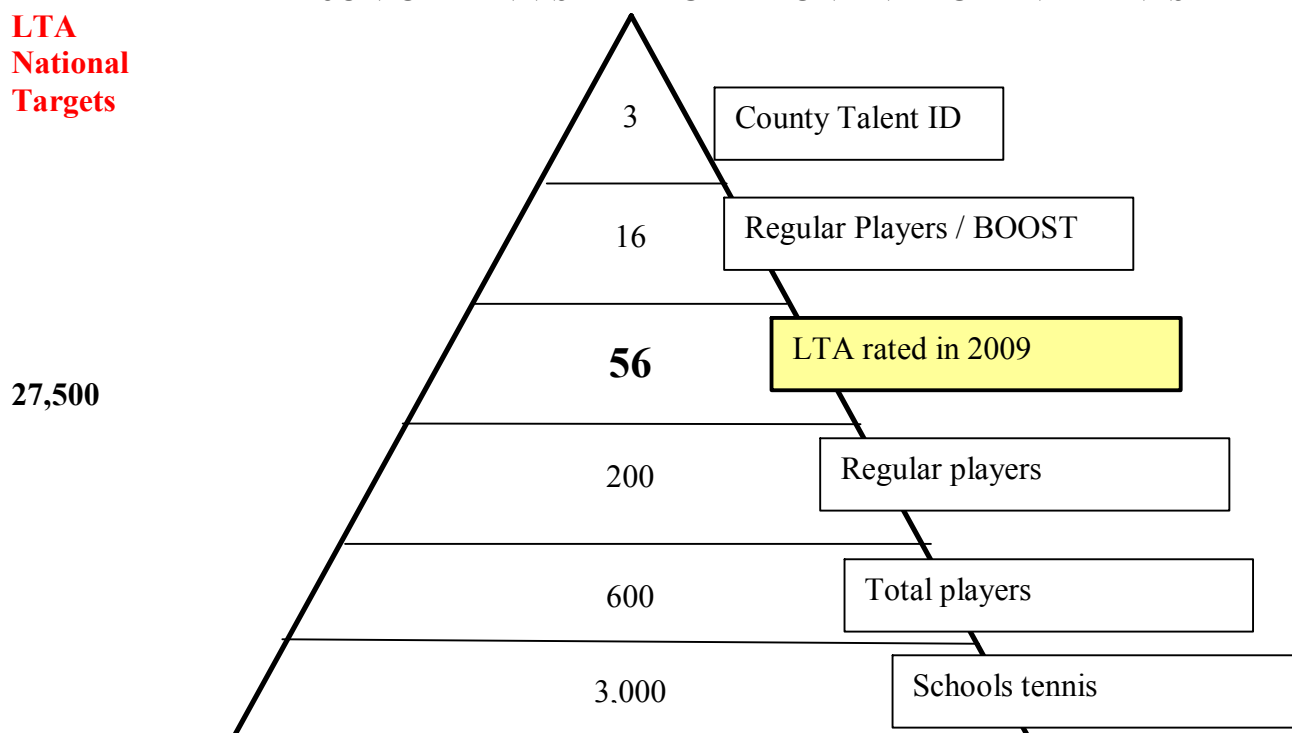 LTA
National
Targets
3
County Talent ID
16
Regular Players / BOOST
56
LTA rated in 2009
27,500
200
Regular players
600
Total players
3,000
Schools tennis